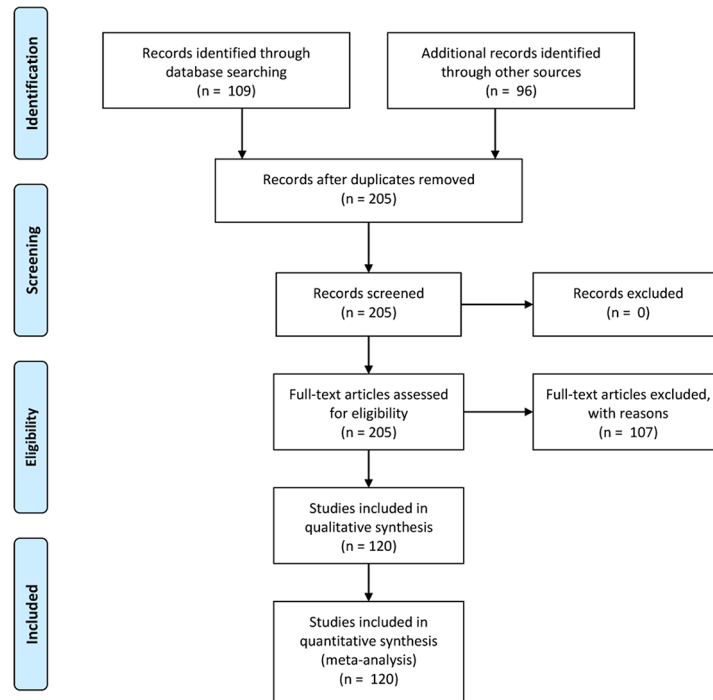 Identification
Records identified through
database searching
(n = 109)
Additional records identified
through other sources
(n = 96)
Records after duplicates removed
(n = 205)
Screening
Records screened
(n = 205)
Records excluded
(n = 0)
Eligibility
Full-text articles assessed
for eligibility
(n = 205)
Full-text articles excluded,
with reasons
(n = 107)
Studies included in
qualitative synthesis
(n = 120)
Included
Studies included in
quantitative synthesis
(meta-analysis)
(n = 120)